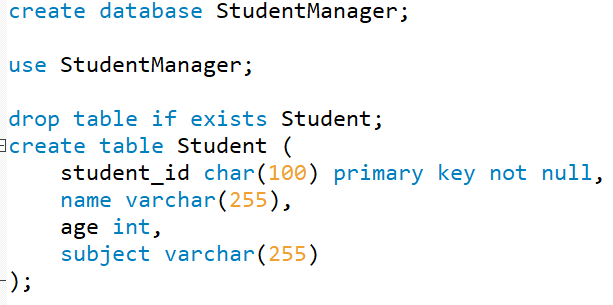 create database StudentManager;
use StudentManager;
drop table if exists Student;
create table Student (
student_id char(100) primary key not null,
name varchar(255),
age int,
subject varchar(255)
);